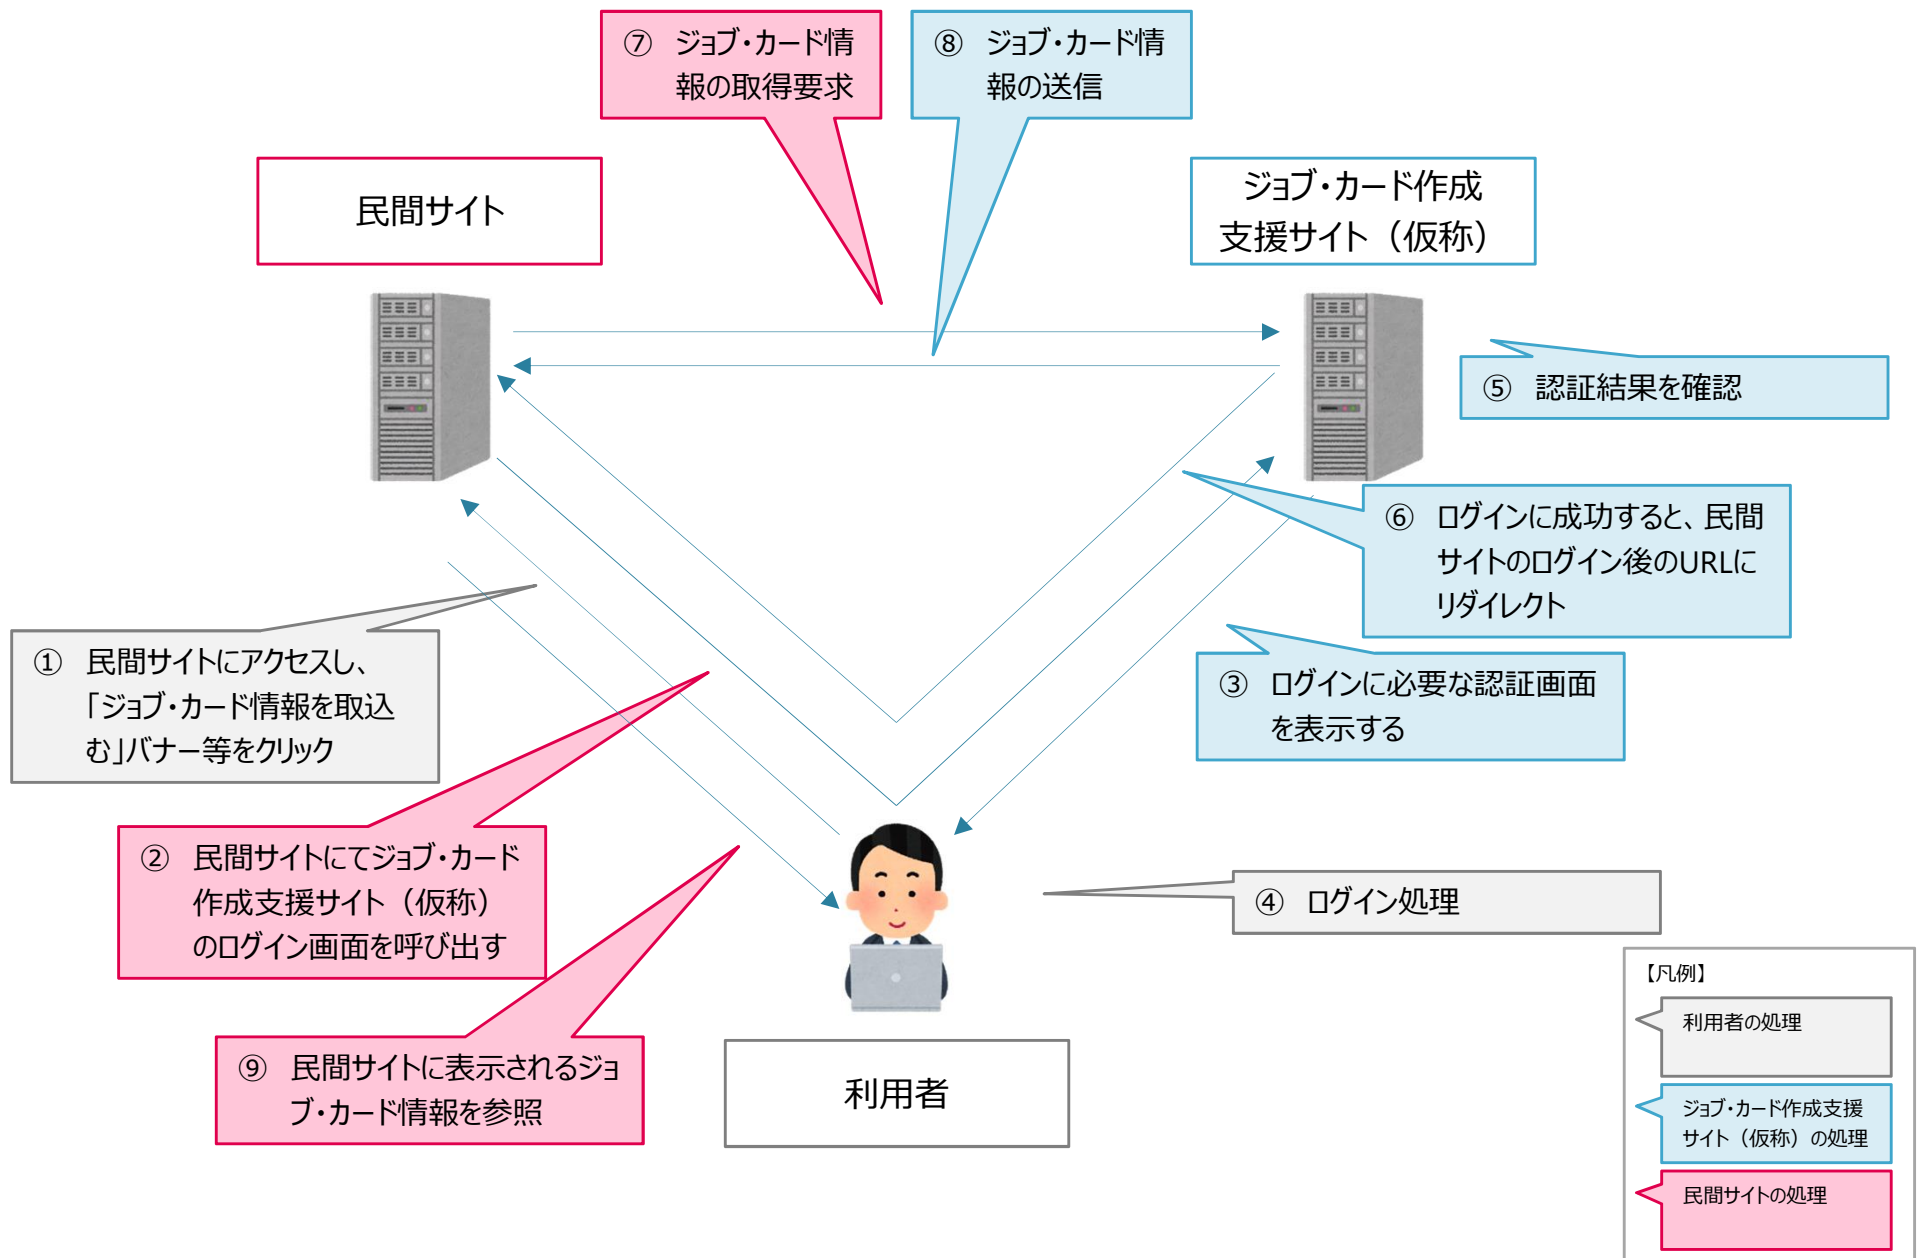 ⑦ ジョブ・カード情
報の取得要求
⑧ ジョブ・カード情
報の送信
民間サイト
ジョブ・カード作成
支援サイト（仮称）
⑤ 認証結果を確認
⑥ ログインに成功すると、民間
サイトのログイン後のURLに
リダイレクト
① 民間サイトにアクセスし、
「ジョブ・カード情報を取込
む」バナー等をクリック
③ ログインに必要な認証画面
を表示する
② 民間サイトにてジョブ・カード
作成支援サイト（仮称）
のログイン画面を呼び出す
④ ログイン処理
⑨ 民間サイトに表示されるジョ
ブ・カード情報を参照
利用者
【凡例】
利用者の処理
ジョブ・カード作成支援
サイト（仮称）の処理
民間サイトの処理